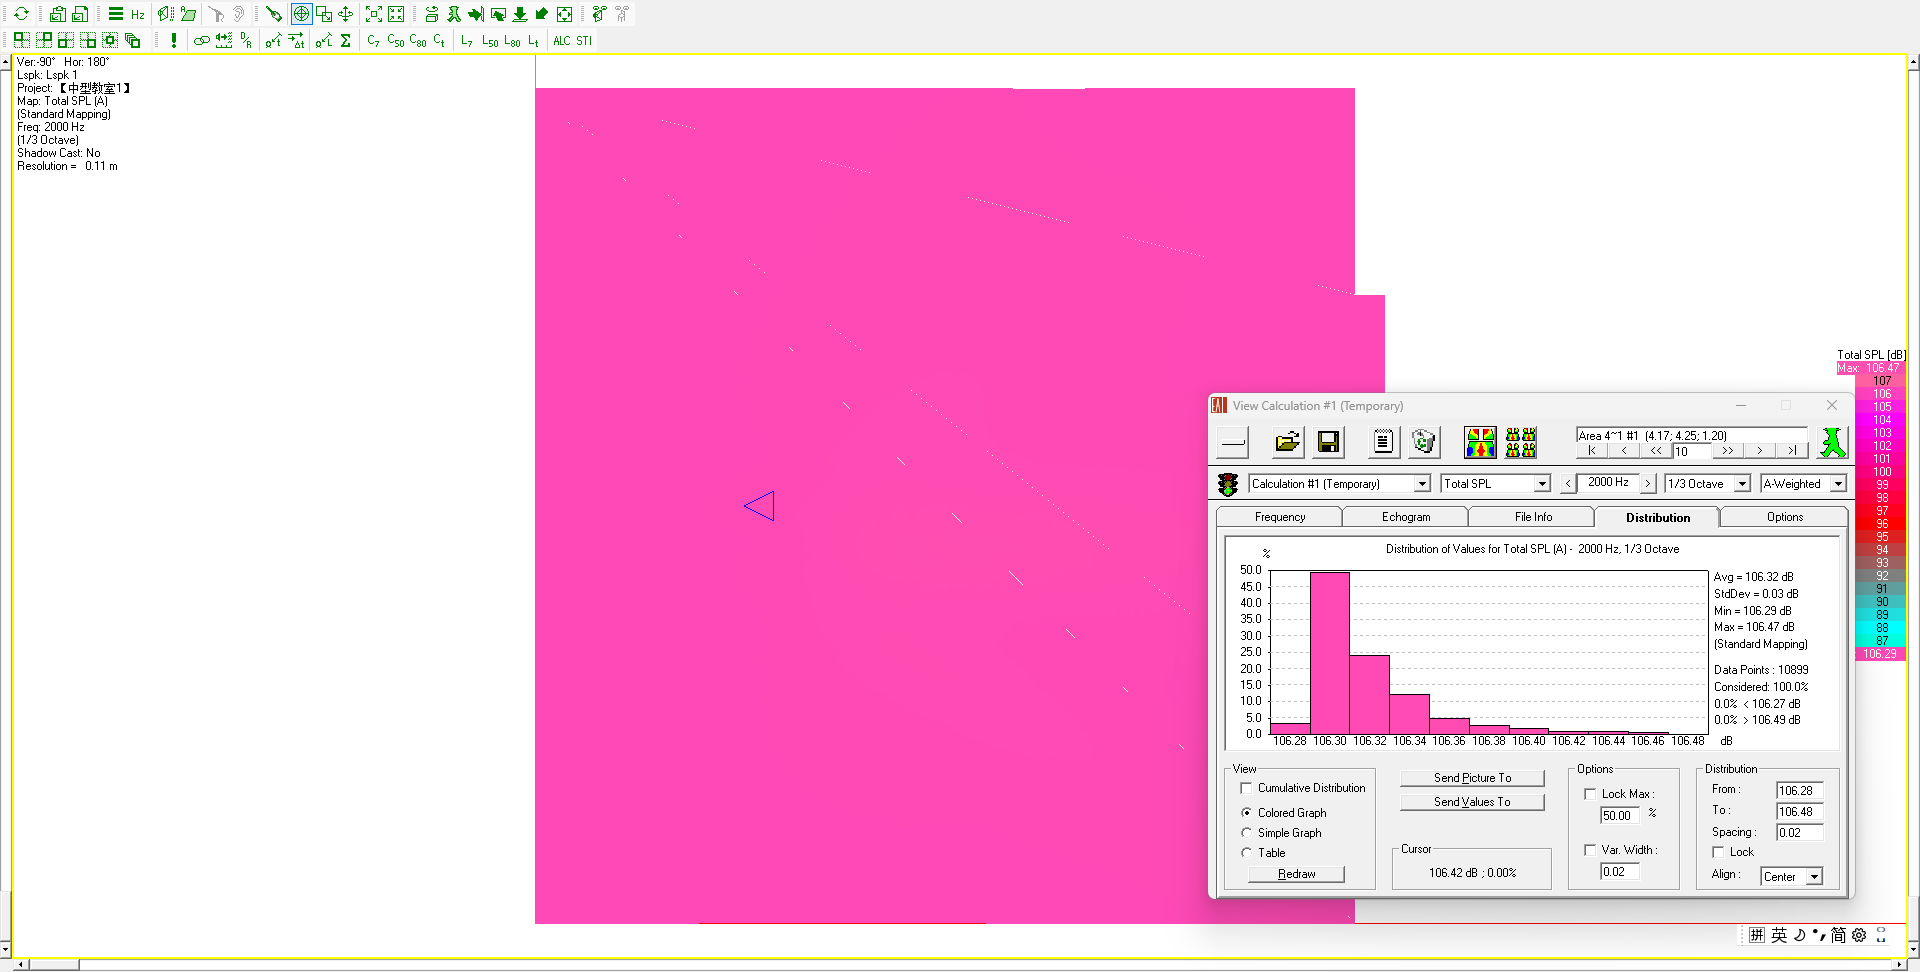 Hz
D/R
C7 C50 C80 Ct L7 L50 L80 Lt ALC STI
Ver:-90° Hor: 180°
Lspk: Lspk 1
Project: 【中型教室1】
Map: Total SPL (A)
(Standard Mapping)
Freq: 2000 Hz
(1/3 Octave)
Shadow Cast: No
Resolution = 0.11 m
Total SPL [dB]
Max: 106.47
107
106
105
104
103
102
101
100
99
98
97
96
95
94
93
92
91
90
89
88
87
106.29
View Calculation #1 (Temporary)
Area 4~1 #1 (4.17; 4.25; 1.20)
|< < << 10 >> > >|
Calculation #1 (Temporary) Total SPL < 2000 Hz > 1/3 Octave A-Weighted
Frequency Echogram File Info Distribution Options
Distribution of Values for Total SPL (A) - 2000 Hz, 1/3 Octave
%
50.0
45.0
40.0
35.0
30.0
25.0
20.0
15.0
10.0
5.0
0.0
106.28 106.30 106.32 106.34 106.36 106.38 106.40 106.42 106.44 106.46 106.48 dB
Avg = 106.32 dB
StdDev = 0.03 dB
Min = 106.29 dB
Max = 106.47 dB
(Standard Mapping)
Data Points : 10899
Considered: 100.0%
0.0% < 106.27 dB
0.0% > 106.49 dB
View
Cumulative Distribution
Colored Graph
Simple Graph
Table
Redraw
Send Picture To
Send Values To
Cursor
106.42 dB ; 0.00%
Options
Lock Max :
50.00 %
Var. Width :
0.02
Distribution
From : 106.28
To : 106.48
Spacing : 0.02
Lock
Align : Center
拼 英 简